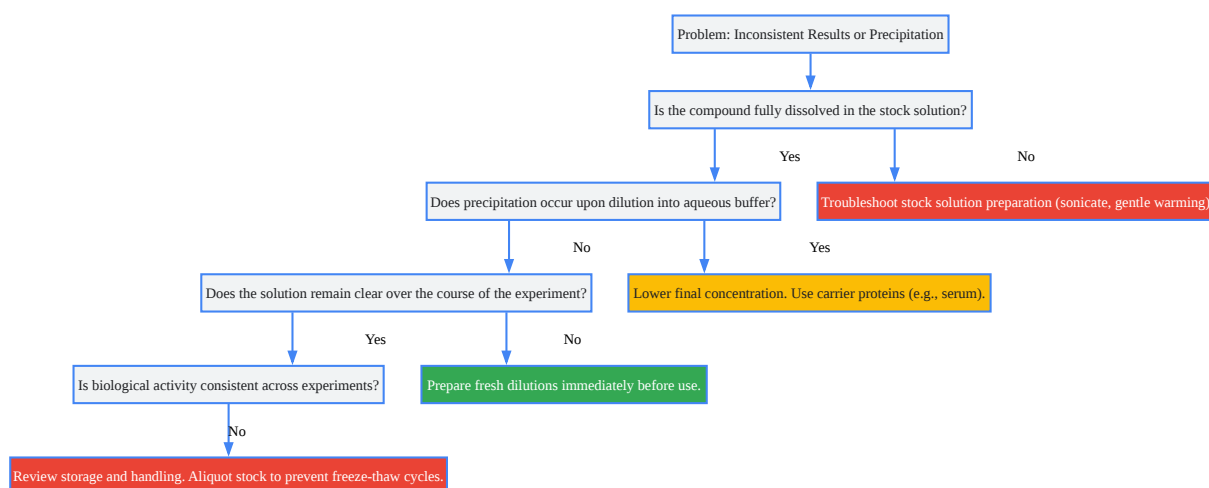 Problem: Inconsistent Results or Precipitation
Is the compound fully dissolved in the stock solution?
Yes
No
Does precipitation occur upon dilution into aqueous buffer?
Troubleshoot stock solution preparation (sonicate, gentle warming)
No
Yes
Does the solution remain clear over the course of the experiment?
Lower final concentration. Use carrier proteins (e.g., serum).
Yes
No
Is biological activity consistent across experiments?
Prepare fresh dilutions immediately before use.
No
Review storage and handling. Aliquot stock to prevent freeze-thaw cycles.